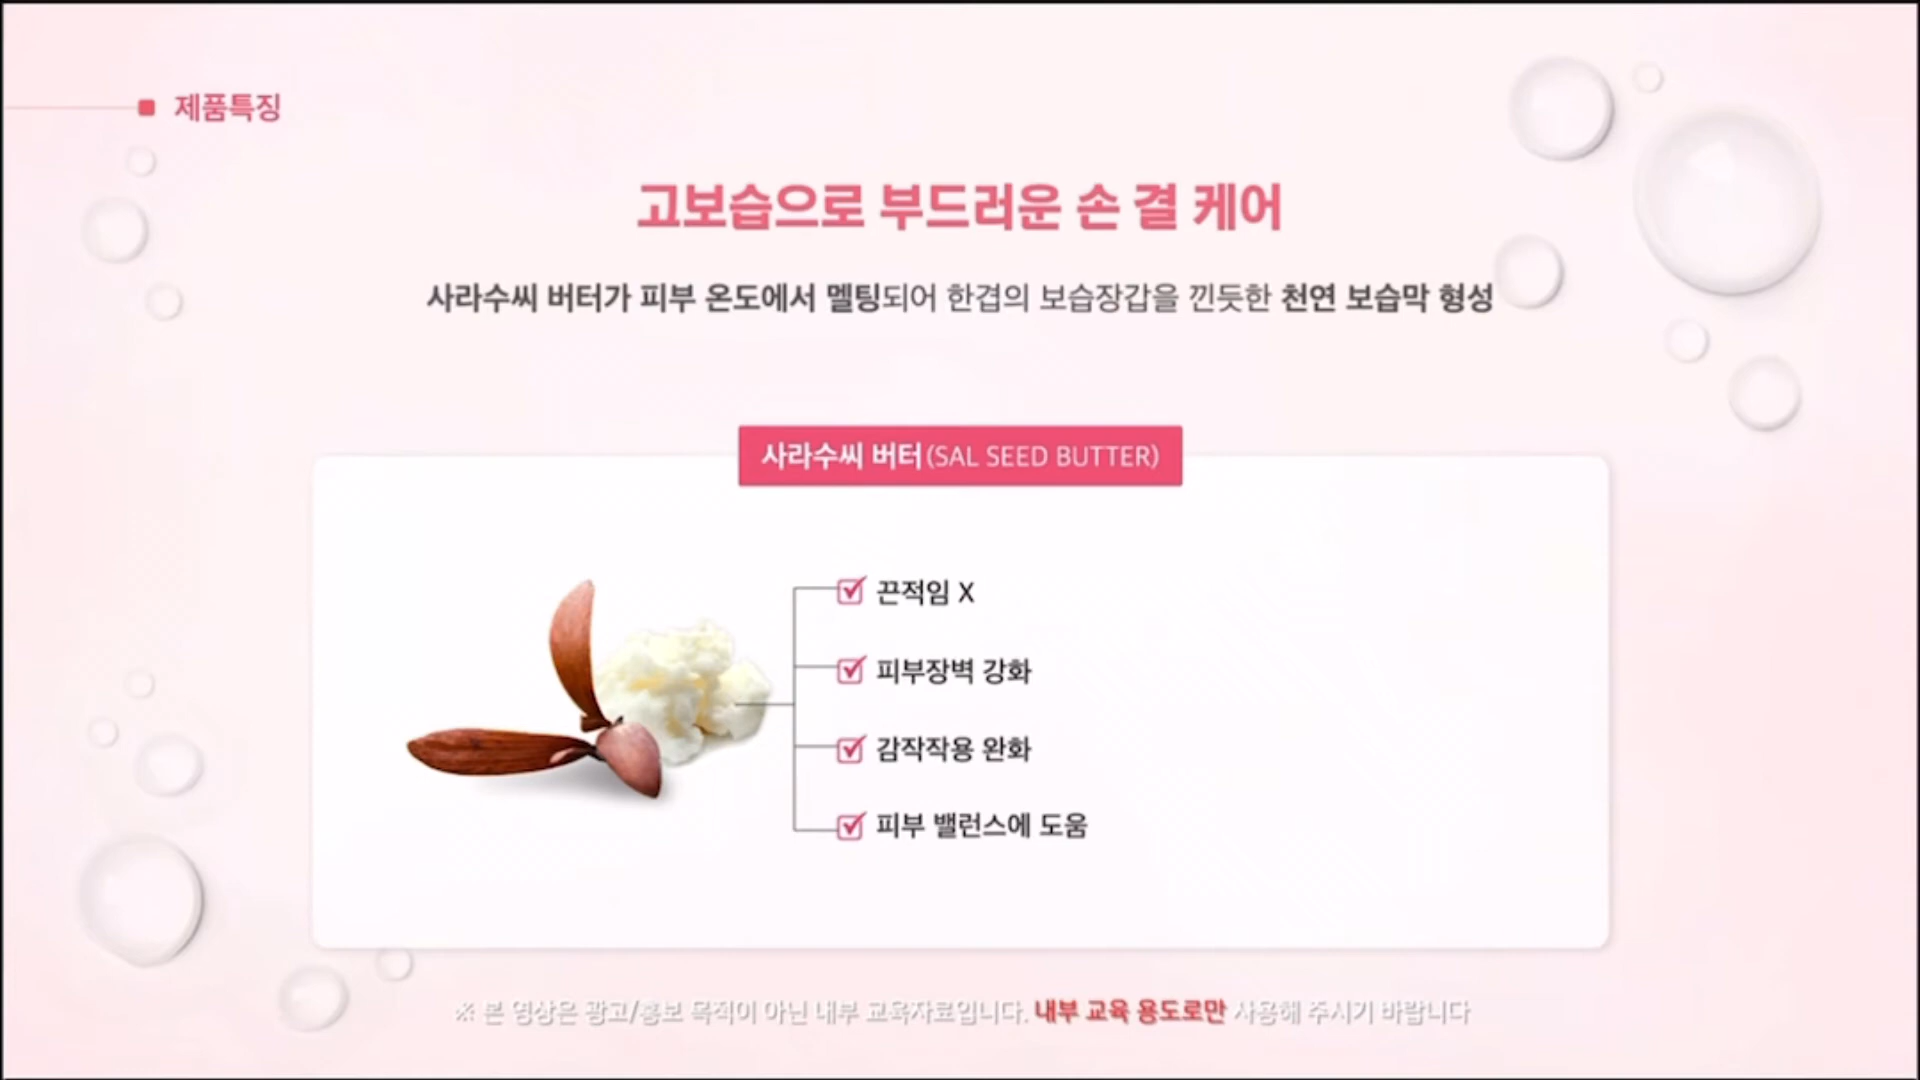 제품특징
고보습으로 부드러운 손 결 케어
사라수씨 버터가 피부 온도에서 멜팅되어 한겹의 보습장갑을 낀듯한 천연 보습막 형성
사라수씨 버터(SAL SEED BUTTER)
끈적임 X
피부장벽 강화
감작작용 완화
피부 밸런스에 도움
※ 본 영상은 광고/홍보 목적이 아닌 내부 교육자료입니다. 내부 교육 용도로만 사용해 주시기 바랍니다